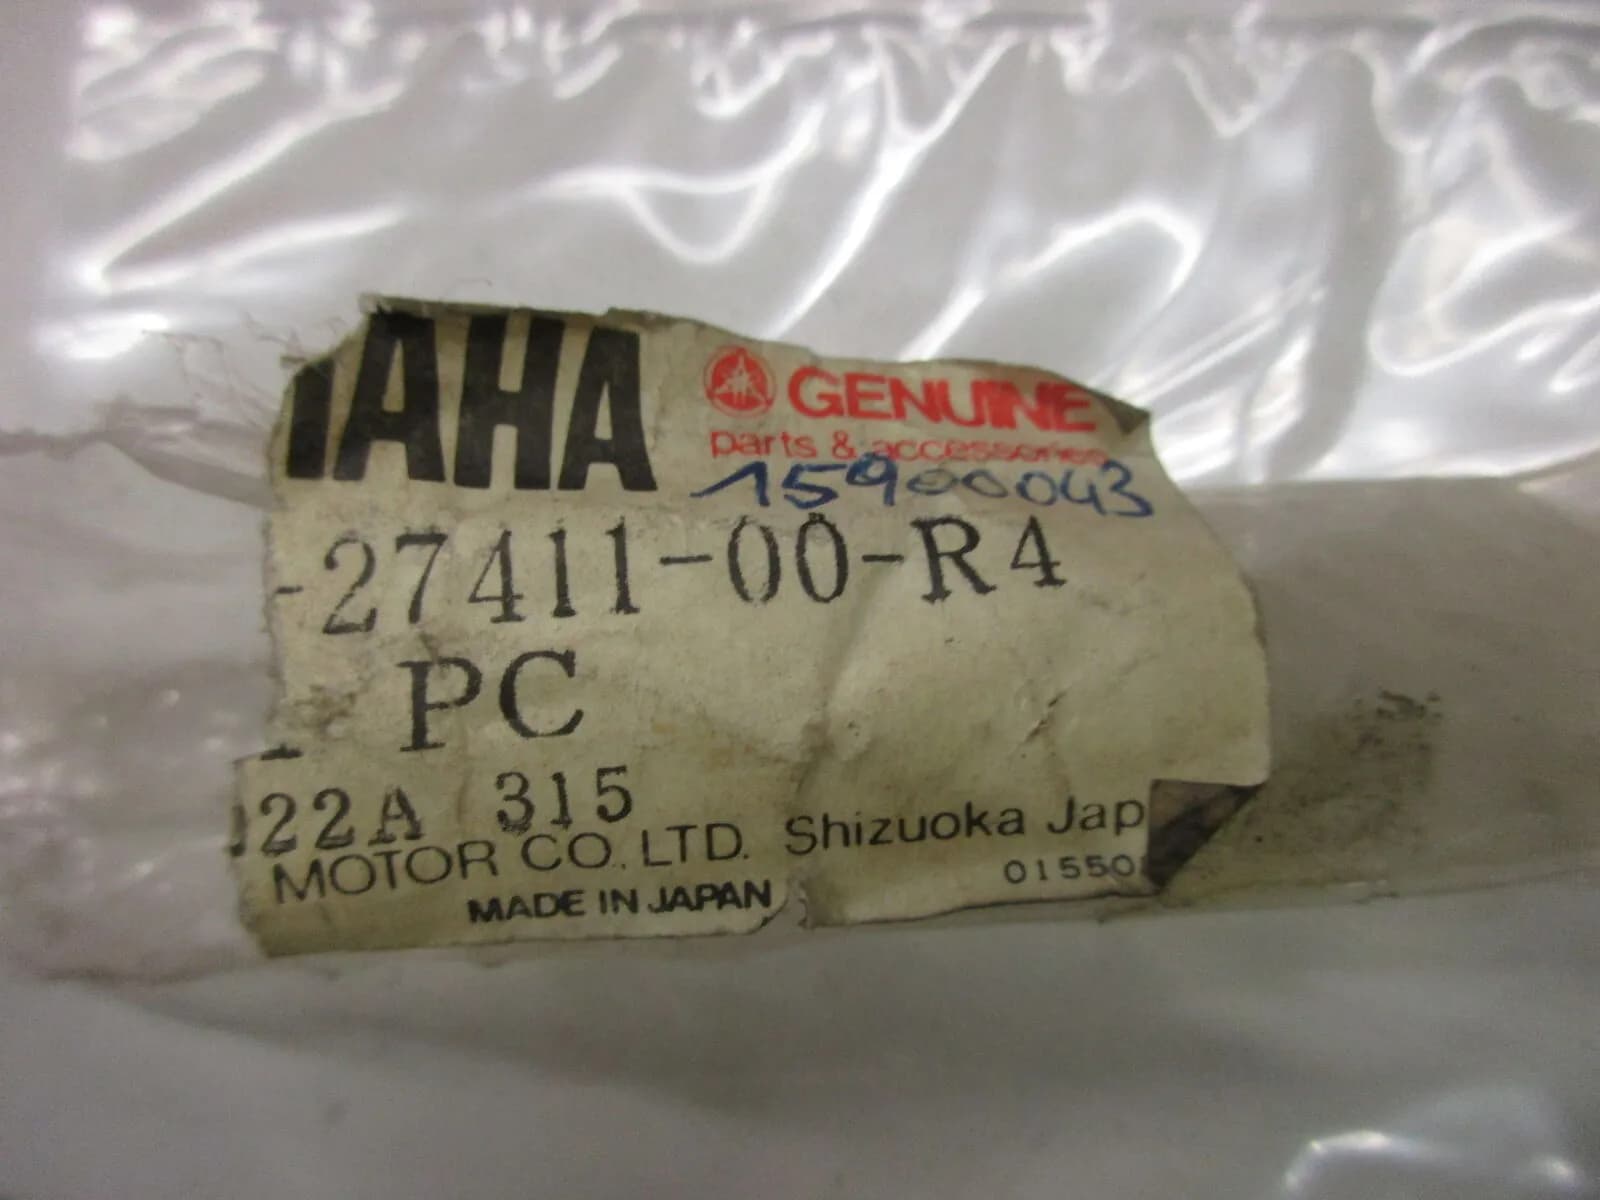 AHA GENUINE
parts & accessories
15900043
-27411-00-R4
PC
22A 315
MOTOR CO., LTD. Shizuoka Jap
01550
MADE IN JAPAN